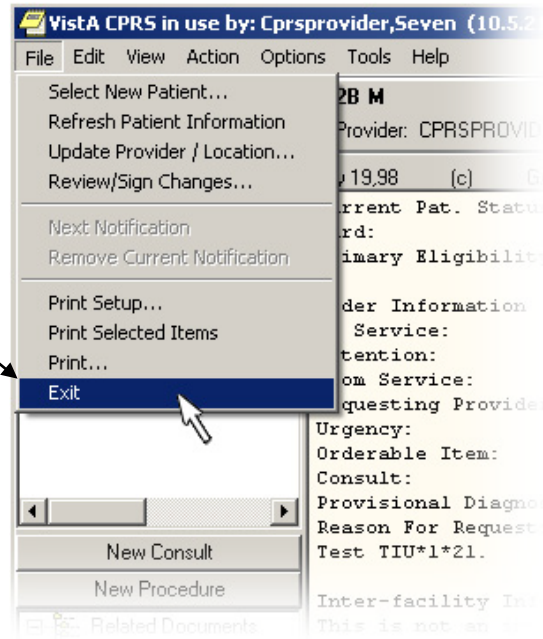 VistA CPRS in use by: Cprsprovider,Seven (10.5.2
File Edit View Action Options Tools Help
Select New Patient...
Refresh Patient Information
Update Provider / Location...
Review/Sign Changes...
Next Notification
Remove Current Notification
Print Setup...
Print Selected Items
Print...
Exit
2B M
Provider: CPRSPROVID
19,98 (c)
rrent Pat. Statu
rd:
imary Eligibilit
der Information
Service:
tention:
om Service:
questing Provide
Urgency:
Orderable Item:
Consult:
Provisional Diagno
Reason For Request
Test TIU*1*21.
Inter-facility In
This is not an
New Consult
New Procedure
Related Documents